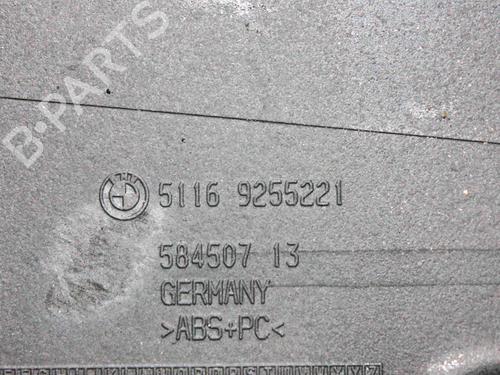 B-PARTS
5116 9255221
584507 13
GERMANY
>ABS+PC<